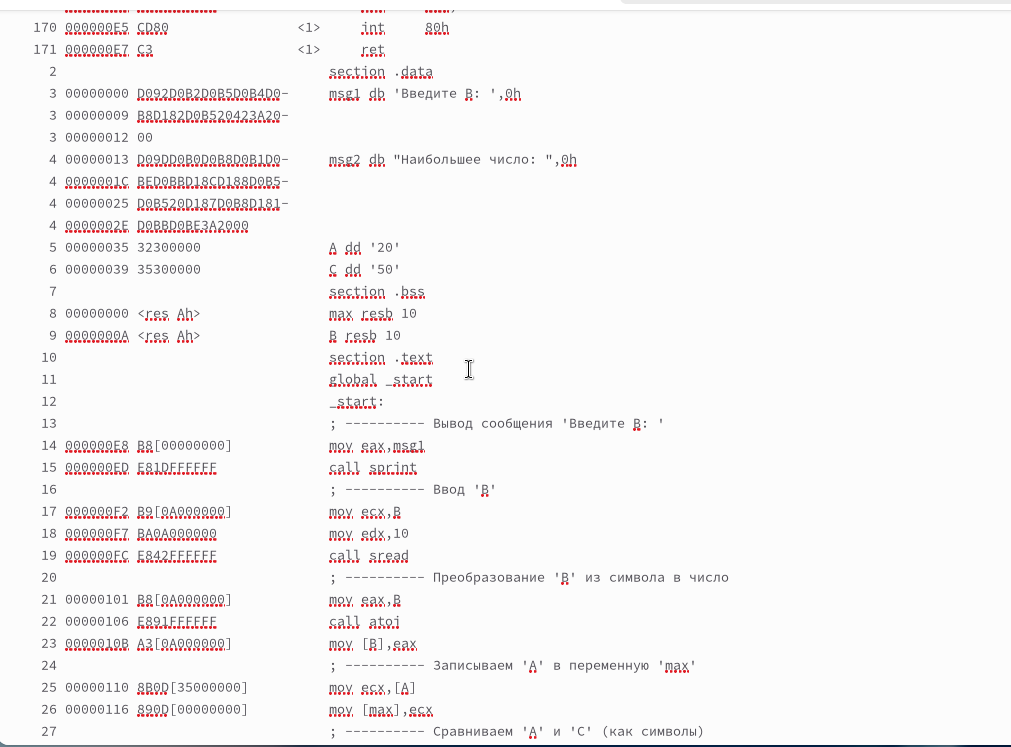 170 000000E5 CD80 <1> int 80h
171 000000E7 C3 <1> ret
2 section .data
3 00000000 D092D0B2D0B5D0B4D0- msg1 db 'Введите B: ',0h
3 00000009 B8D182D0B520423A20-
3 00000012 00
4 00000013 D09DD0B0D0B8D0B1D0- msg2 db "Наибольшее число: ",0h
4 0000001C BED0BBD18CD188D0B5-
4 00000025 D0B520D187D0B8D181-
4 0000002E D0BBD0BE3A2000
5 00000035 32300000 A dd '20'
6 00000039 35300000 C dd '50'
7 section .bss
8 00000000 <res Ah> max resb 10
9 0000000A <res Ah> B resb 10
10 section .text
11 global _start
12 _start:
13 ; ---------- Вывод сообщения 'Введите B: '
14 000000E8 B8[00000000] mov eax,msg1
15 000000ED E81DFFFFFF call sprint
16 ; ---------- Ввод 'B'
17 000000F2 B9[0A000000] mov ecx,B
18 000000F7 BA0A000000 mov edx,10
19 000000FC E842FFFFFF call sread
20 ; ---------- Преобразование 'B' из символа в число
21 00000101 B8[0A000000] mov eax,B
22 00000106 E891FFFFFF call atoi
23 0000010B A3[0A000000] mov [B],eax
24 ; ---------- Записываем 'A' в переменную 'max'
25 00000110 8B0D[35000000] mov ecx,[A]
26 00000116 890D[00000000] mov [max],ecx
27 ; ---------- Сравниваем 'A' и 'C' (как символы)